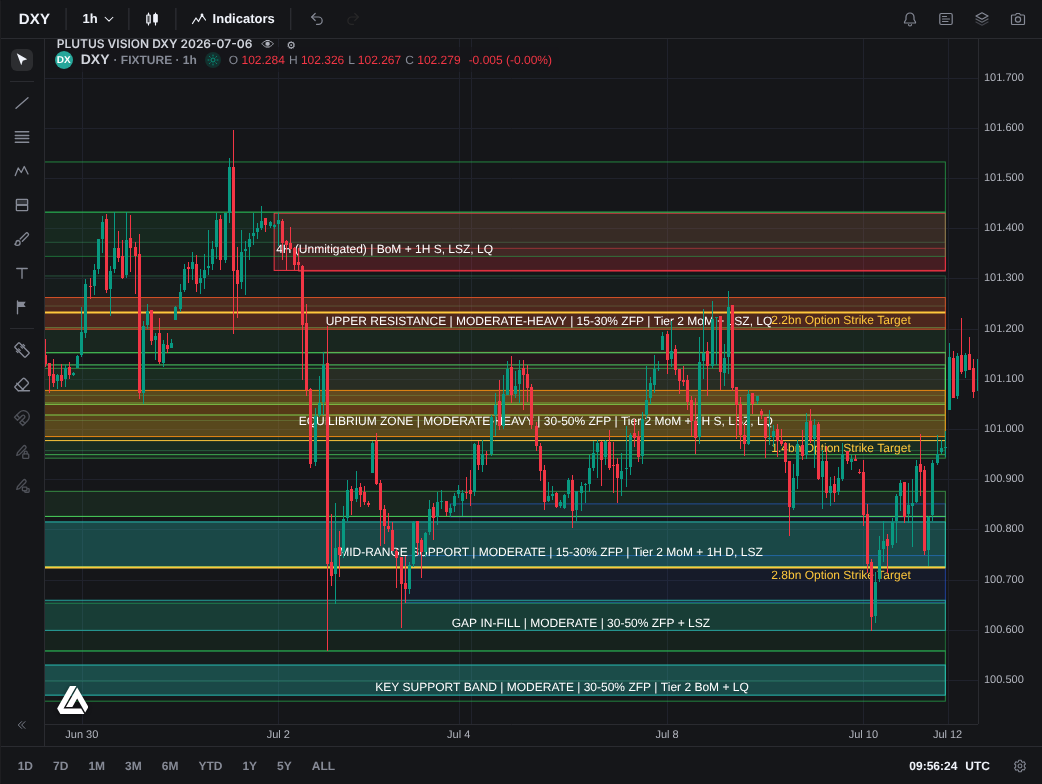 DXY 1h Indicators
PLUTUS VISION DXY 2026-07-06
DX DXY · FIXTURE · 1h O 102.284 H 102.326 L 102.267 C 102.279 -0.005 (-0.00%)
101.700
101.600
101.500
101.400
4H (Unmitigated) | BoM + 1H S, LSZ, LQ
101.300
UPPER RESISTANCE | MODERATE-HEAVY | 15-30% ZFP | Tier 2 MoM + 1H S, LSZ, LQ
2.2bn Option Strike Target
101.200
101.100
EQUILIBRIUM ZONE | MODERATE-HEAVY | 30-50% ZFP | Tier 2 MoM + 1H S, LSZ, LQ
101.000
1.4bn Option Strike Target
100.900
100.800
MID-RANGE SUPPORT | MODERATE | 15-30% ZFP | Tier 2 MoM + 1H D, LSZ
2.8bn Option Strike Target
100.700
GAP IN-FILL | MODERATE | 30-50% ZFP + LSZ
100.600
KEY SUPPORT BAND | MODERATE | 30-50% ZFP | Tier 2 BoM + LQ
100.500
Jun 30 Jul 2 Jul 4 Jul 8 Jul 10 Jul 12
1D 7D 1M 3M 6M YTD 1Y 5Y ALL 09:56:24 UTC